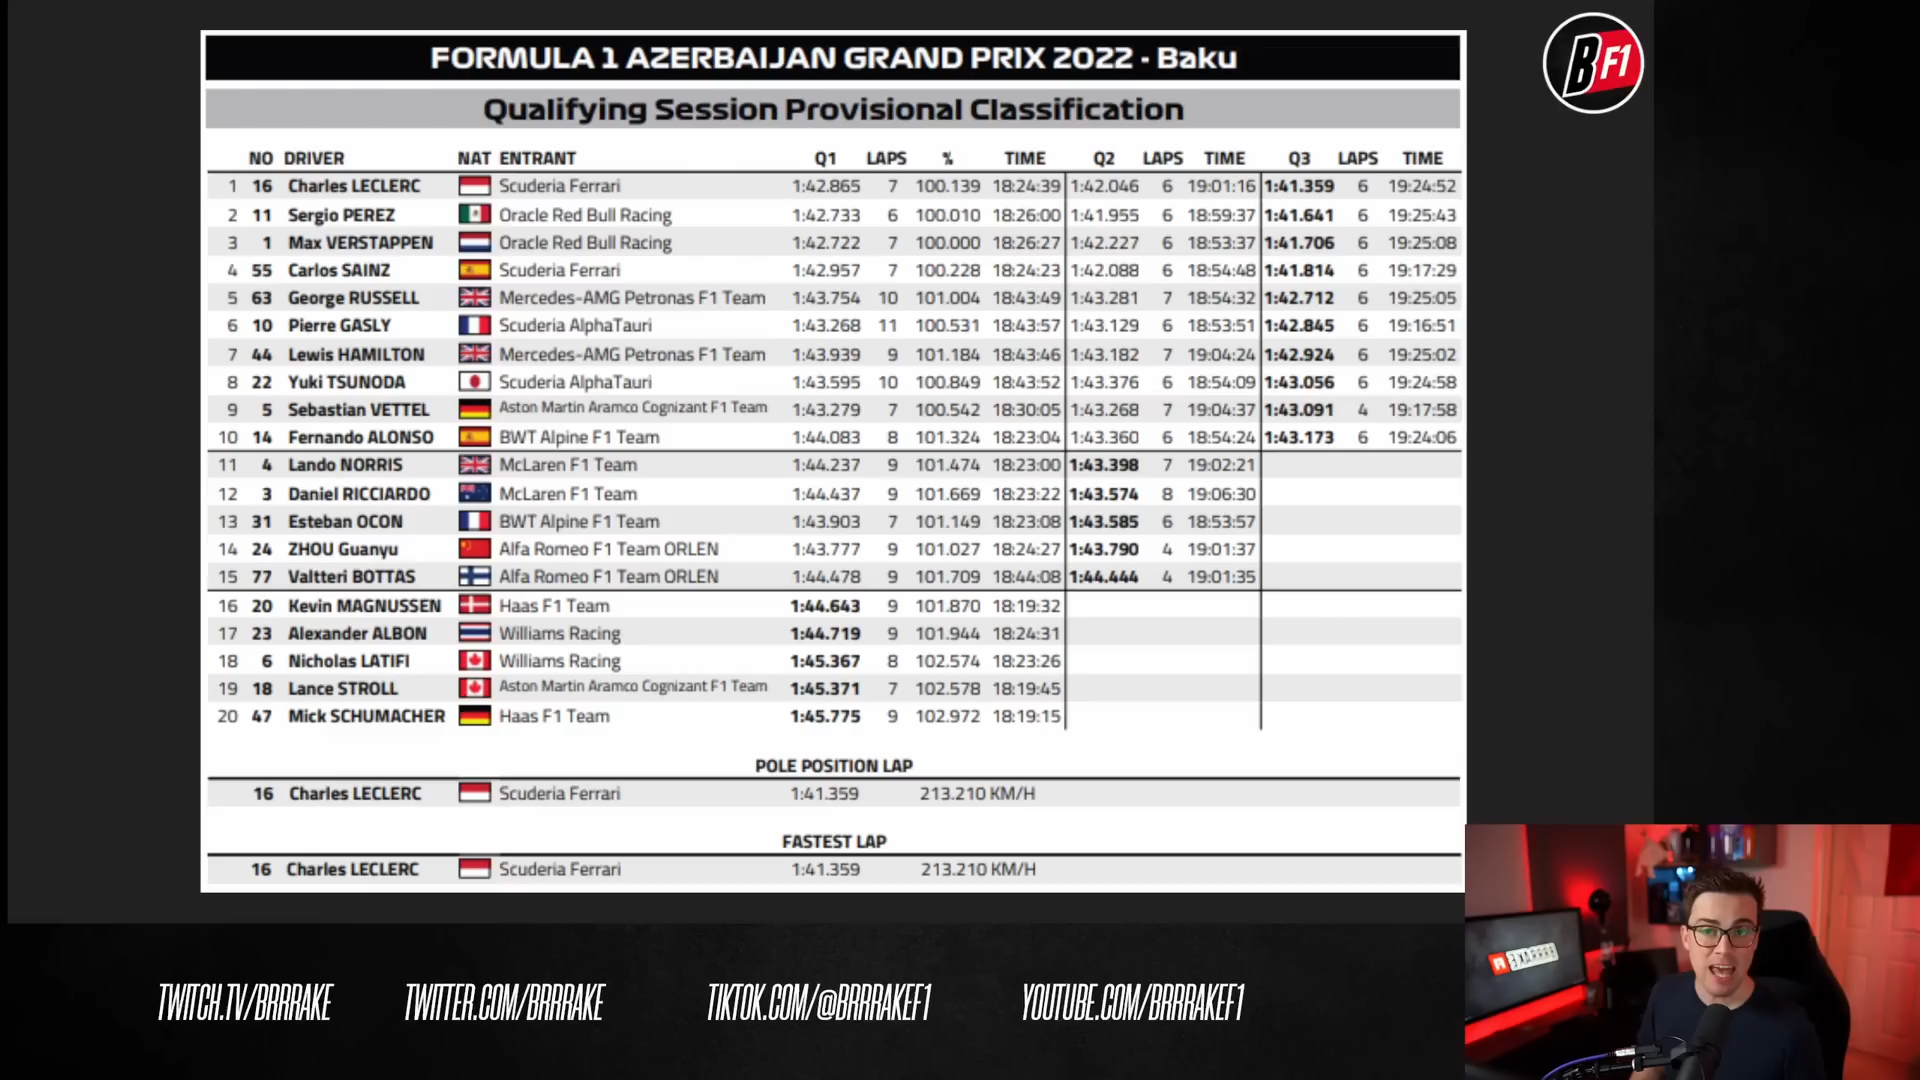 BF1
FORMULA 1 AZERBAIJAN GRAND PRIX 2022 - Baku
Qualifying Session Provisional Classification
NO DRIVER NAT ENTRANT Q1 LAPS % TIME Q2 LAPS TIME Q3 LAPS TIME
1 16 Charles LECLERC Scuderia Ferrari 1:42.865 7 100.139 18:24:39 1:42.046 6 19:01:16 1:41.359 6 19:24:52
2 11 Sergio PEREZ Oracle Red Bull Racing 1:42.733 6 100.010 18:26:00 1:41.955 6 18:59:37 1:41.641 6 19:25:43
3 1 Max VERSTAPPEN Oracle Red Bull Racing 1:42.722 7 100.000 18:26:27 1:42.227 6 18:53:37 1:41.706 6 19:25:08
4 55 Carlos SAINZ Scuderia Ferrari 1:42.957 7 100.228 18:24:23 1:42.088 6 18:54:48 1:41.814 6 19:17:29
5 63 George RUSSELL Mercedes-AMG Petronas F1 Team 1:43.754 10 101.004 18:43:49 1:43.281 7 18:54:32 1:42.712 6 19:25:05
6 10 Pierre GASLY Scuderia AlphaTauri 1:43.268 11 100.531 18:43:57 1:43.129 6 18:53:51 1:42.845 6 19:16:51
7 44 Lewis HAMILTON Mercedes-AMG Petronas F1 Team 1:43.939 9 101.184 18:43:46 1:43.182 7 19:04:24 1:42.924 6 19:25:02
8 22 Yuki TSUNODA Scuderia AlphaTauri 1:43.595 10 100.849 18:43:52 1:43.376 6 18:54:09 1:43.056 6 19:24:58
9 5 Sebastian VETTEL Aston Martin Aramco Cognizant F1 Team 1:43.279 7 100.542 18:30:05 1:43.268 7 19:04:37 1:43.091 4 19:17:58
10 14 Fernando ALONSO BWT Alpine F1 Team 1:44.083 8 101.324 18:23:04 1:43.360 6 18:54:24 1:43.173 6 19:24:06
11 4 Lando NORRIS McLaren F1 Team 1:44.237 9 101.474 18:23:00 1:43.398 7 19:02:21
12 3 Daniel RICCIARDO McLaren F1 Team 1:44.437 9 101.669 18:23:22 1:43.574 8 19:06:30
13 31 Esteban OCON BWT Alpine F1 Team 1:43.903 7 101.149 18:23:08 1:43.585 6 18:53:57
14 24 ZHOU Guanyu Alfa Romeo F1 Team ORLEN 1:43.777 9 101.027 18:24:27 1:43.790 4 19:01:37
15 77 Valtteri BOTTAS Alfa Romeo F1 Team ORLEN 1:44.478 9 101.709 18:44:08 1:44.444 4 19:01:35
16 20 Kevin MAGNUSSEN Haas F1 Team 1:44.643 9 101.870 18:19:32
17 23 Alexander ALBON Williams Racing 1:44.719 9 101.944 18:24:31
18 6 Nicholas LATIFI Williams Racing 1:45.367 8 102.574 18:23:26
19 18 Lance STROLL Aston Martin Aramco Cognizant F1 Team 1:45.371 7 102.578 18:19:45
20 47 Mick SCHUMACHER Haas F1 Team 1:45.775 9 102.972 18:19:15
POLE POSITION LAP
16 Charles LECLERC Scuderia Ferrari 1:41.359 213.210 KM/H
FASTEST LAP
16 Charles LECLERC Scuderia Ferrari 1:41.359 213.210 KM/H
TWITCH.TV/BRRRAKE TWITTER.COM/BRRRAKE TIKTOK.COM/@BRRRAKEF1 YOUTUBE.COM/BRRRAKEF1